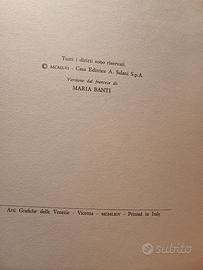 Tutti i diritti sono riservati.
© MCMLVI - Casa Editrice A. Salani S.p.A.
Versione dal francese di
MARIA BANTI
Arti Grafiche delle Venezie - Vicenza - MCMLXIV - Printed in Italy
subito